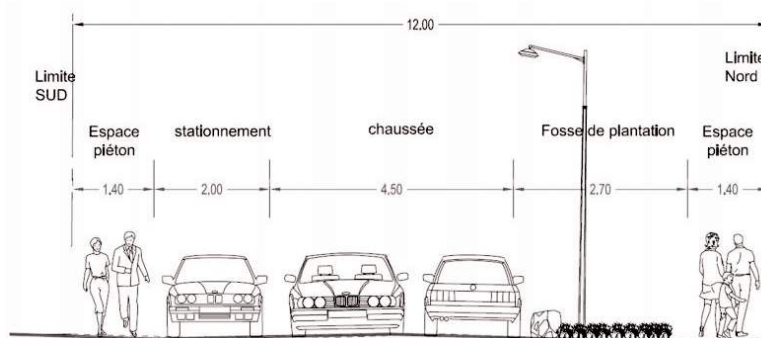 12.00
Limite
SUD
Limite
Nord
Espace
piéton
stationnement
chaussée
Fosse de plantation
Espace
piéton
1,40
2.00
4.50
2.70
1,40